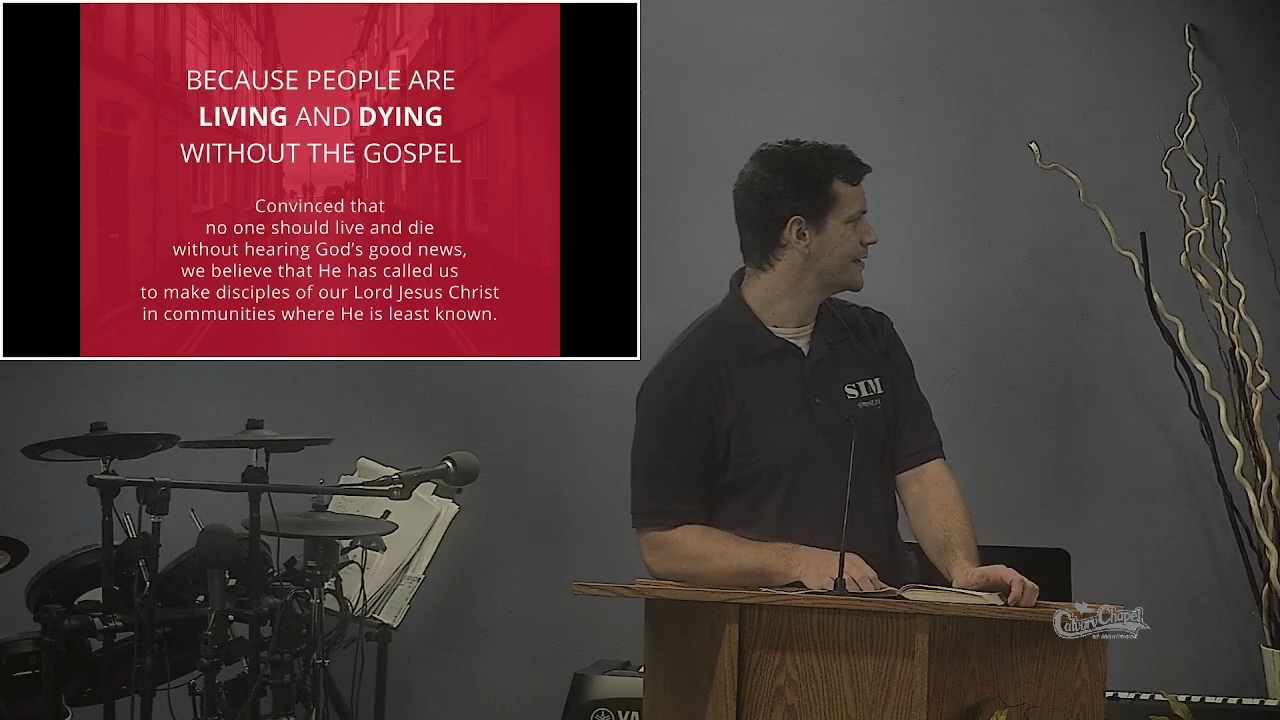 BECAUSE PEOPLE ARE
LIVING AND DYING
WITHOUT THE GOSPEL
Convinced that
no one should live and die
without hearing God's good news,
we believe that He has called us
to make disciples of our Lord Jesus Christ
in communities where He is least known.
SIM
Calvary Chapel
YA